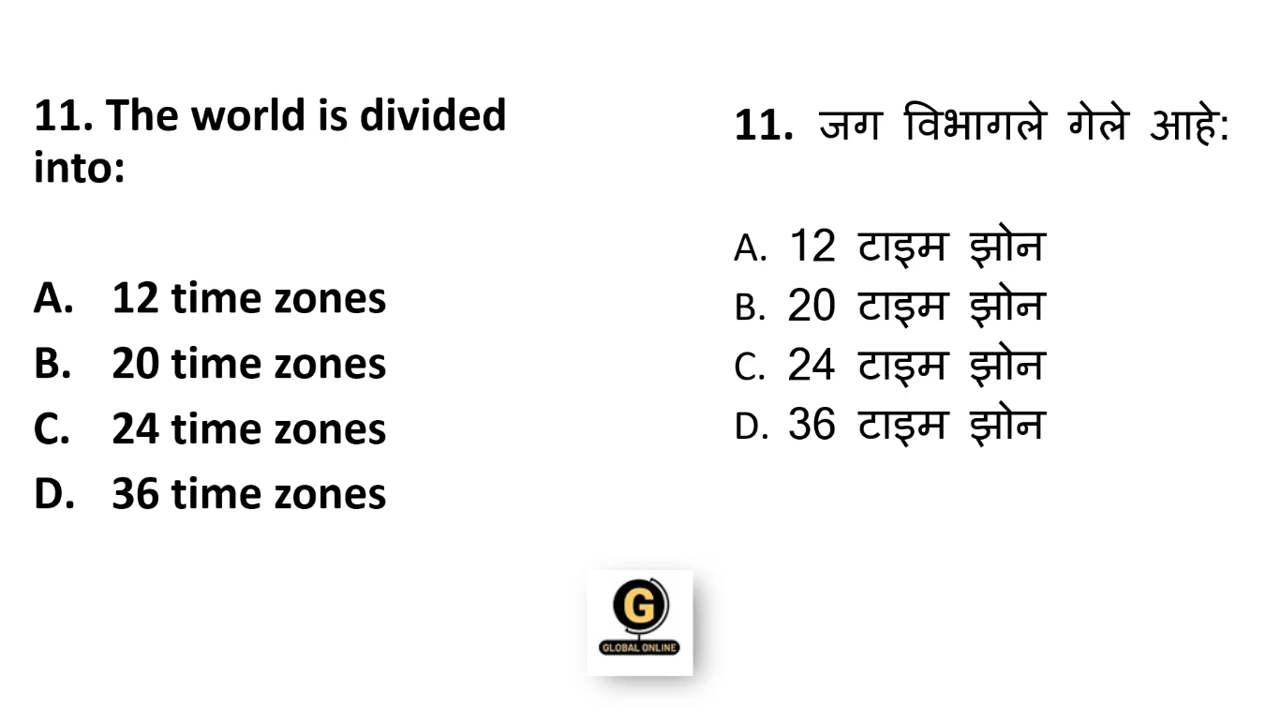 11. The world is divided
into:
A. 12 time zones
B. 20 time zones
C. 24 time zones
D. 36 time zones
11. जग विभागले गेले आहे:
A. 12 टाइम झोन
B. 20 टाइम झोन
C. 24 टाइम झोन
D. 36 टाइम झोन
G
GLOBAL ONLINE